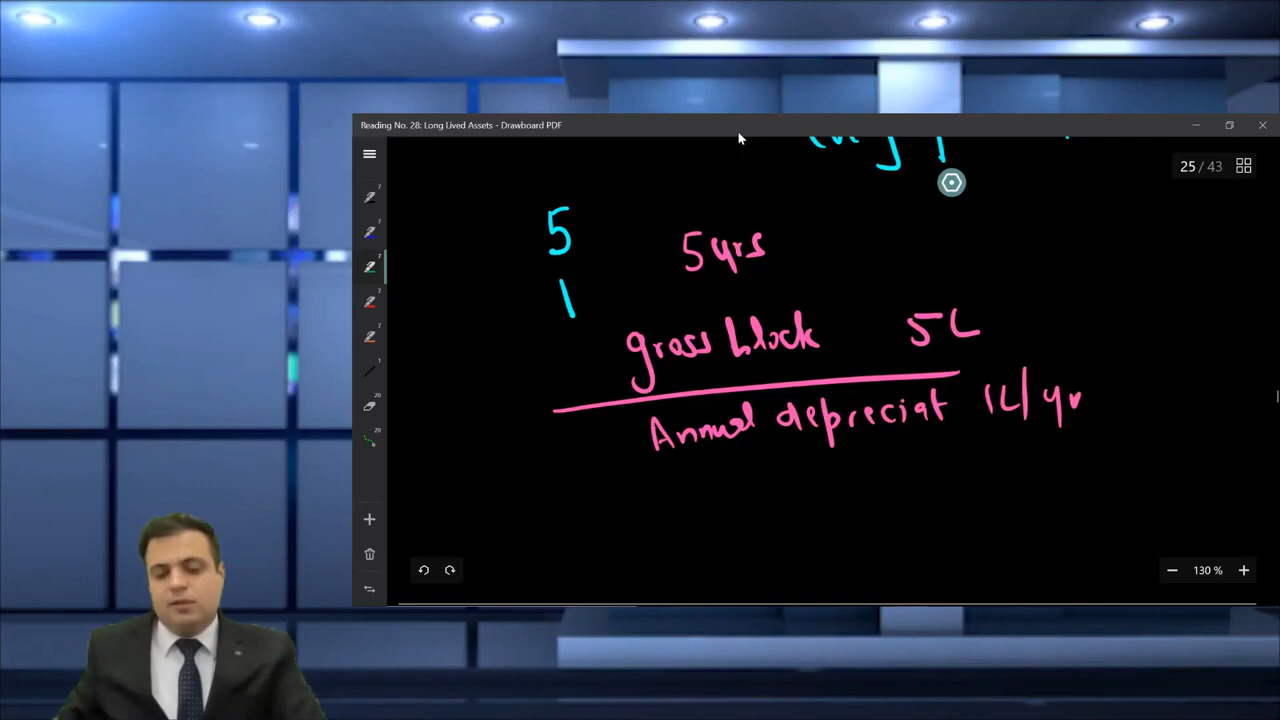 Reading No. 28: Long Lived Assets - Drawboard PDF
25 / 43
5
5 yrs
1
gross block 5L
Annual depreciat 1L/yr
130 %